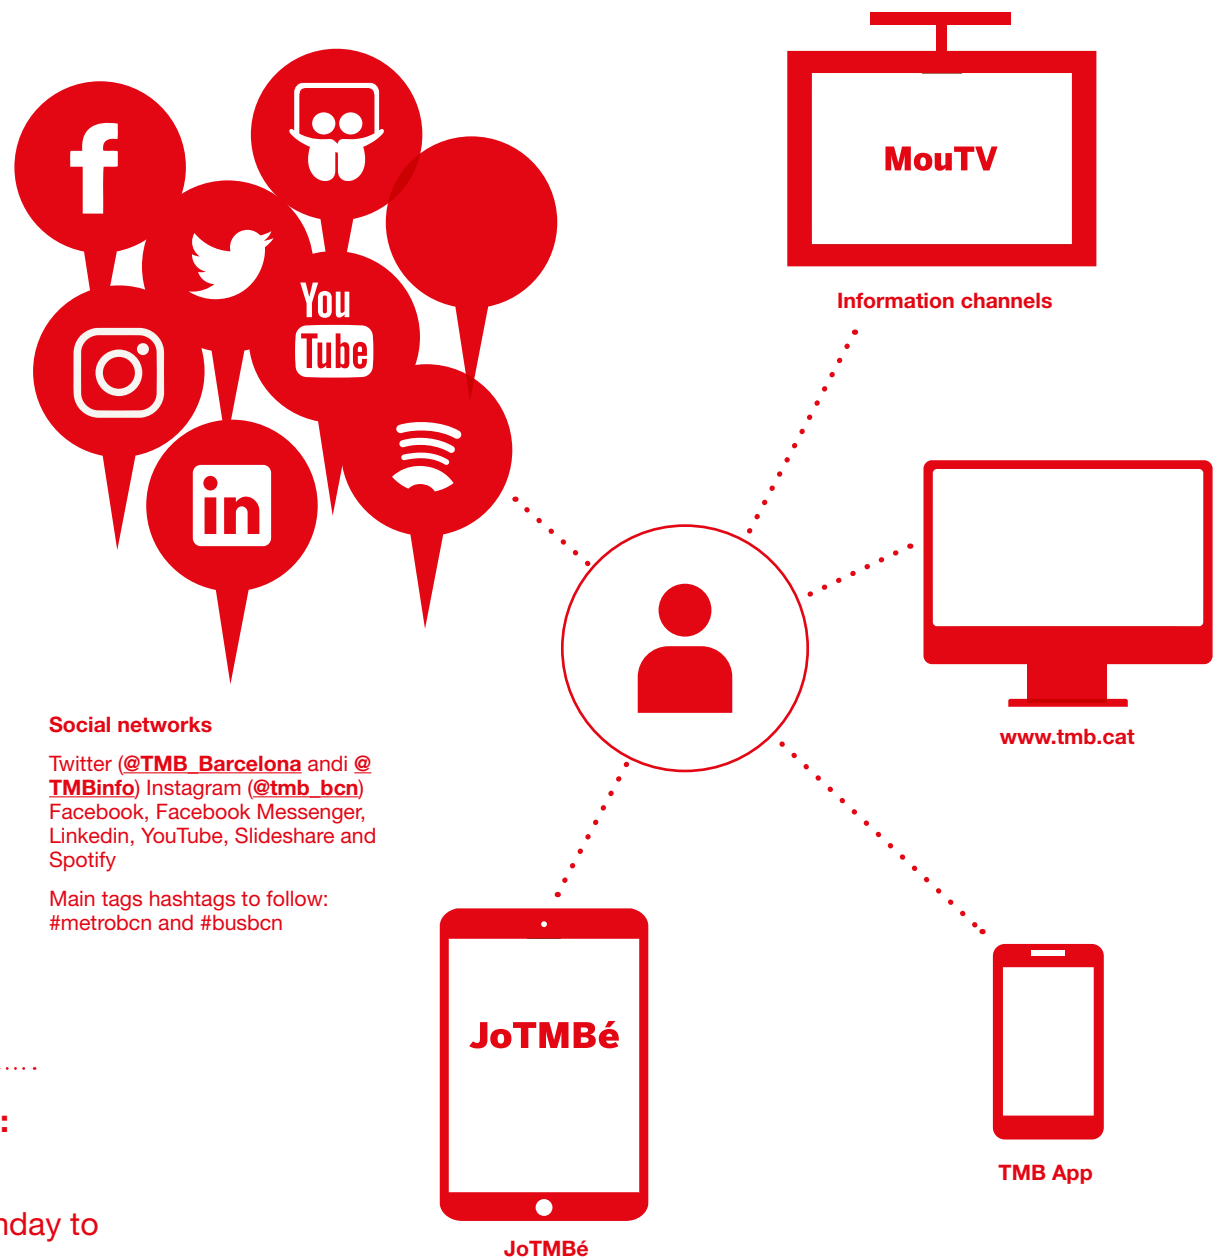 f
You
Tube
in
MouTV
Information channels
www.tmb.cat
Social networks
Twitter (@TMB_Barcelona andi @
TMBinfo) Instagram (@tmb_bcn)
Facebook, Facebook Messenger,
Linkedin, YouTube, Slideshare and
Spotify
Main tags hashtags to follow:
#metrobcn and #busbcn
JoTMBé
JoTMBé
TMB App
:
to